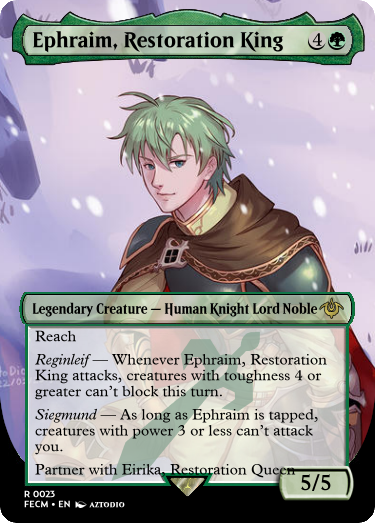 Ephraim, Restoration King 4
Legendary Creature — Human Knight Lord Noble
Reach
Reginleif — Whenever Ephraim, Restoration
King attacks, creatures with toughness 4 or
greater can't block this turn.
Siegmund — As long as Ephraim is tapped,
creatures with power 3 or less can't attack
you.
Partner with Eirika, Restoration Queen
5/5
R 0023
FECM • EN AZTODIO